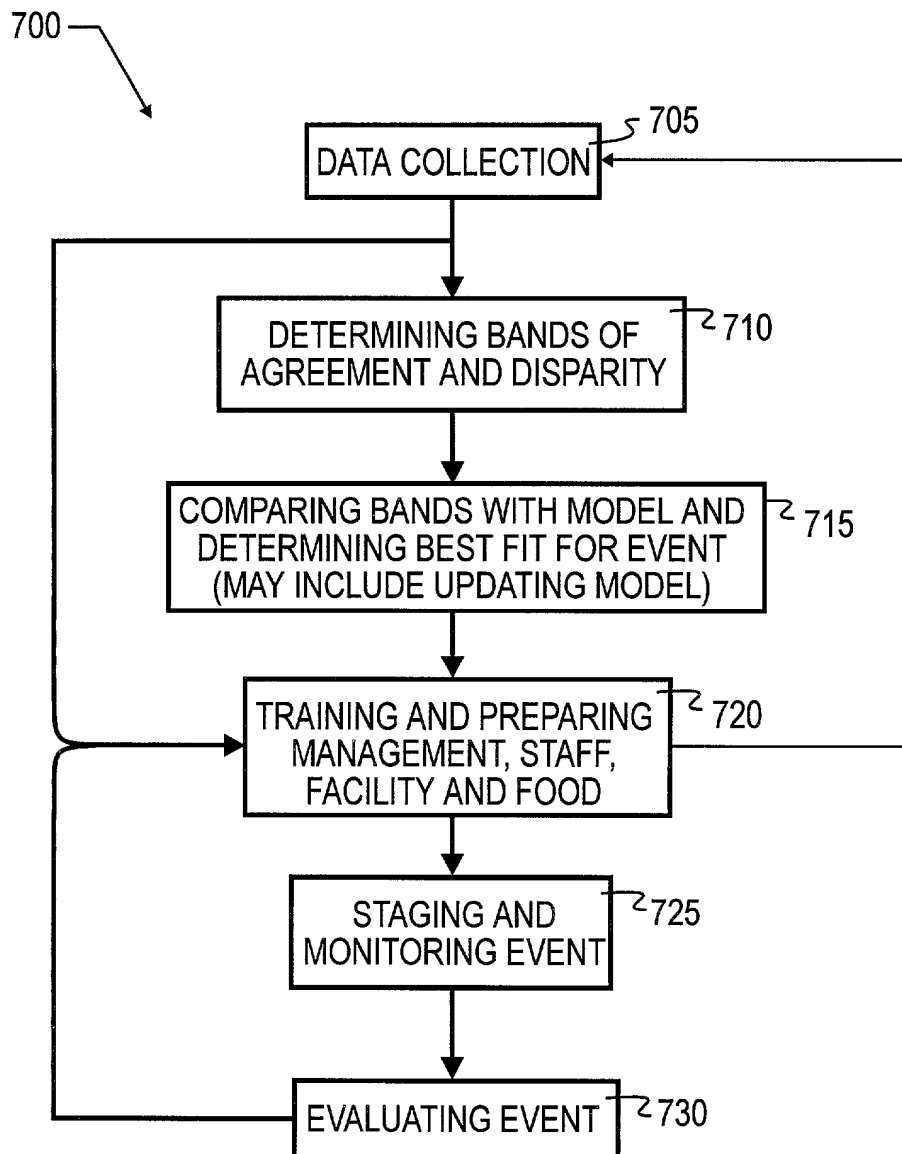 700
705
DATA COLLECTION
710
DETERMINING BANDS OF
AGREEMENT AND DISPARITY
715
COMPARING BANDS WITH MODEL AND
DETERMINING BEST FIT FOR EVENT
(MAY INCLUDE UPDATING MODEL)
720
TRAINING AND PREPARING
MANAGEMENT, STAFF,
FACILITY AND FOOD
725
STAGING AND
MONITORING EVENT
730
EVALUATING EVENT